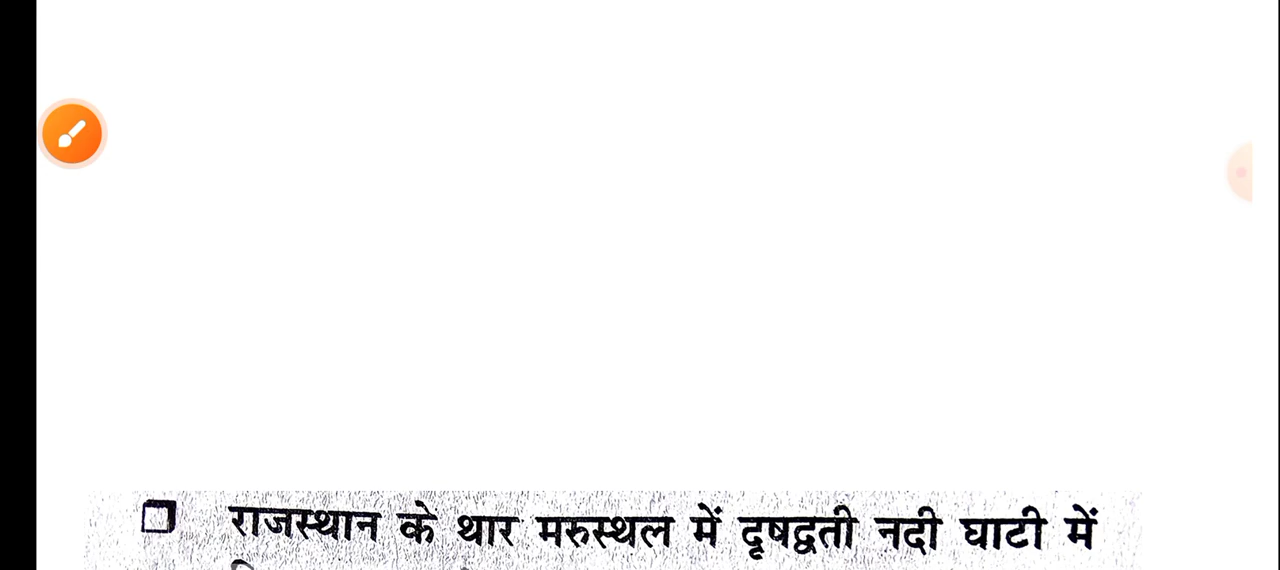 राजस्थान के थार मरुस्थल में दृषद्वती नदी घाटी में